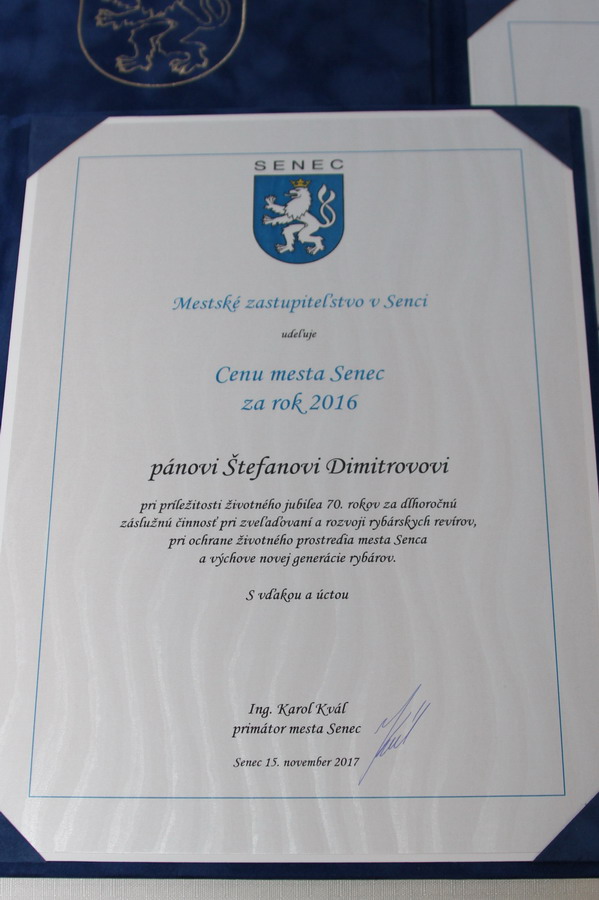 SENEC
Mestské zastupiteľstvo v Senci
udeľuje
Cenu mesta Senec
za rok 2016
pánovi Štefanovi Dimitrovovi
pri príležitosti životného jubilea 70. rokov za dlhoročnú
záslužnú činnosť pri zveľaďovaní a rozvoji rybárskych revírov,
pri ochrane životného prostredia mesta Senca
a výchove novej generácie rybárov.
S vďakou a úctou
Ing. Karol Kvál
primátor mesta Senec
Senec 15. november 2017